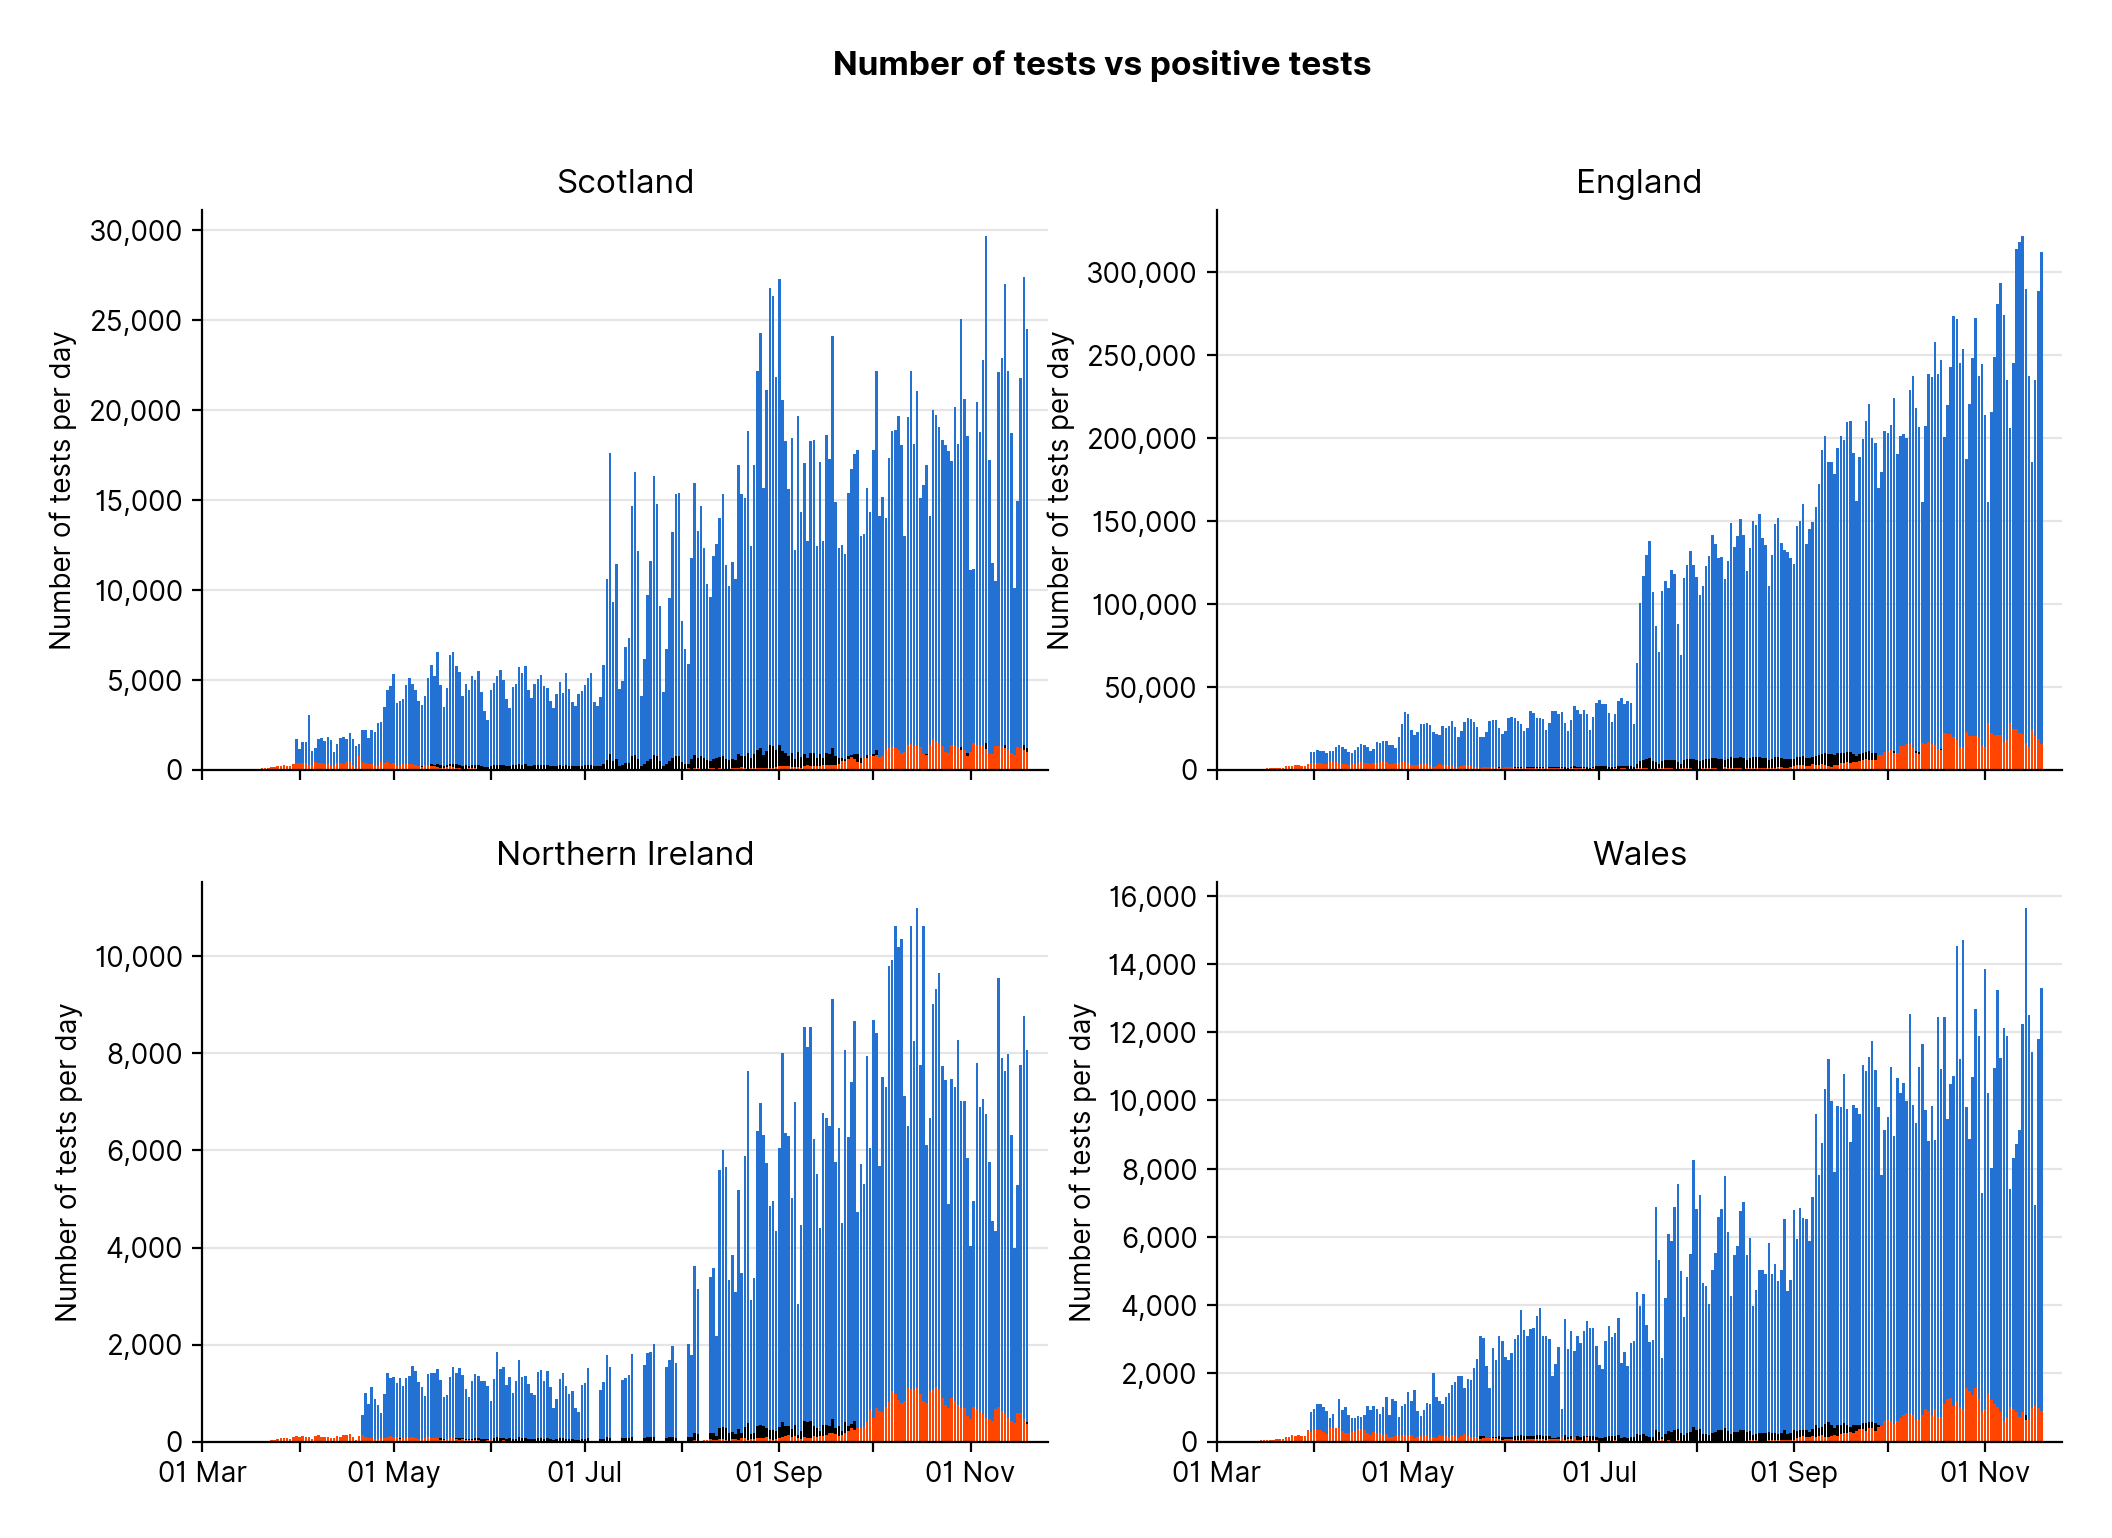 Number of tests vs positive tests
Scotland
Number of tests per day
30,000
25,000
20,000
15,000
10,000
5,000
0
England
Number of tests per day
300,000
250,000
200,000
150,000
100,000
50,000
0
Northern Ireland
Number of tests per day
10,000
8,000
6,000
4,000
2,000
0
01 Mar
01 May
01 Jul
01 Sep
01 Nov
Wales
Number of tests per day
16,000
14,000
12,000
10,000
8,000
6,000
4,000
2,000
0
01 Mar
01 May
01 Jul
01 Sep
01 Nov